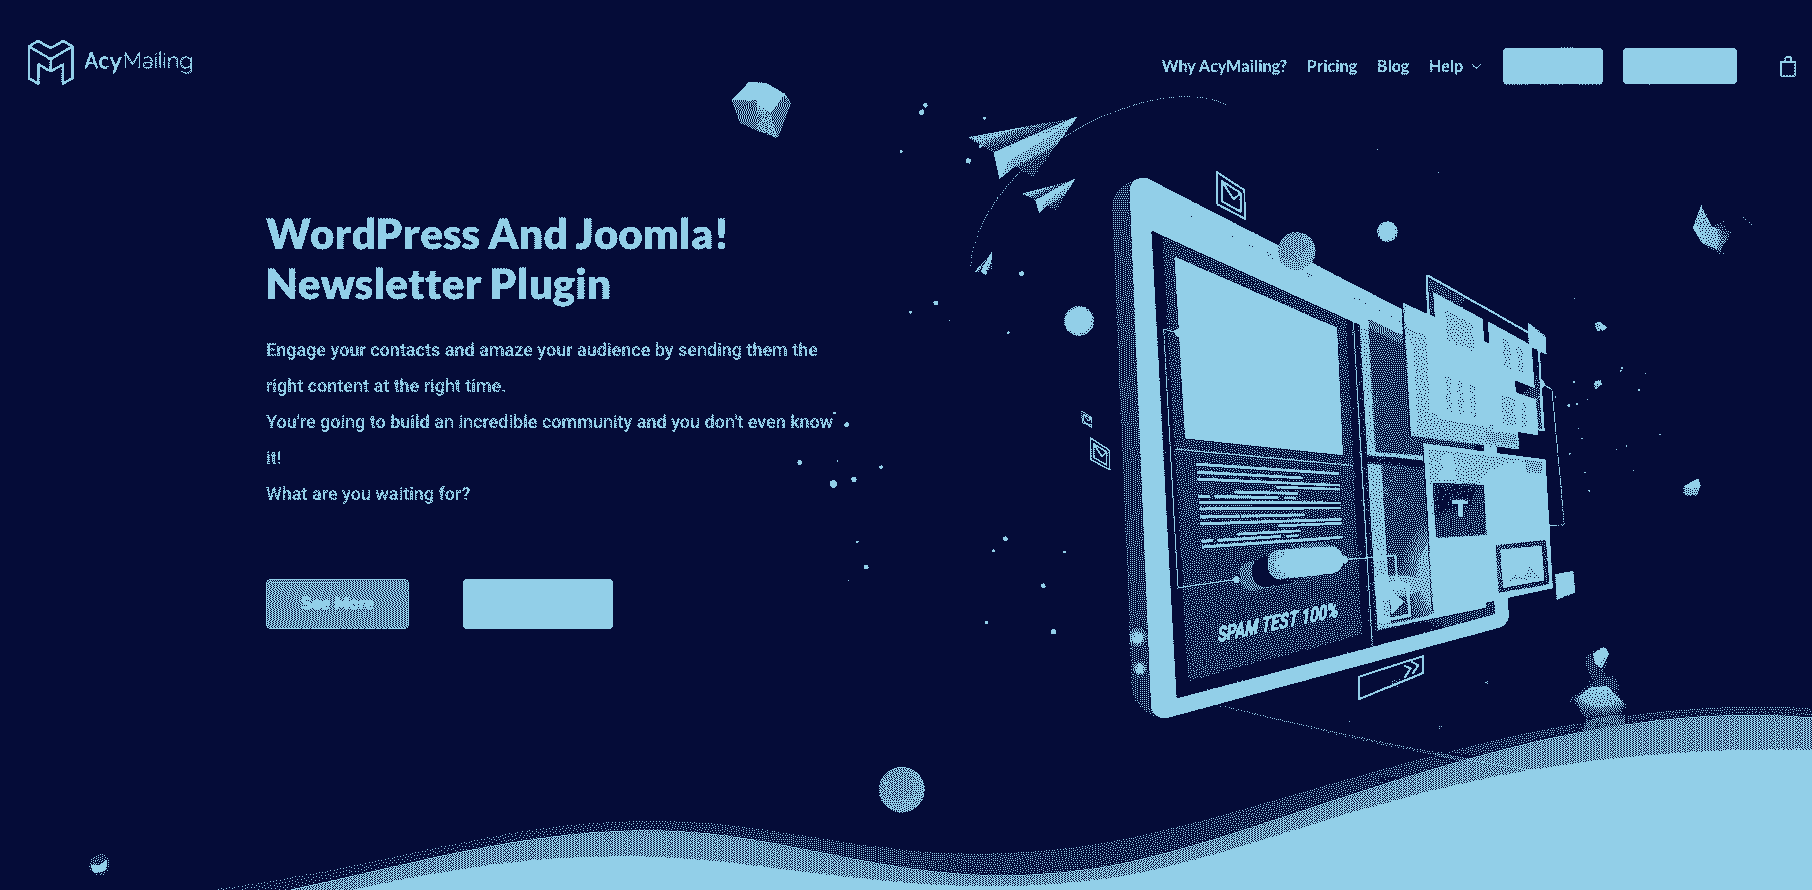 AcyMailing
Why AcyMailing? Pricing Blog Help
WordPress And Joomla!
Newsletter Plugin
Engage your contacts and amaze your audience by sending them the
right content at the right time.
You're going to build an incredible community and you don't even know
it!
What are you waiting for?
See More
T
SPAM TEST 100%